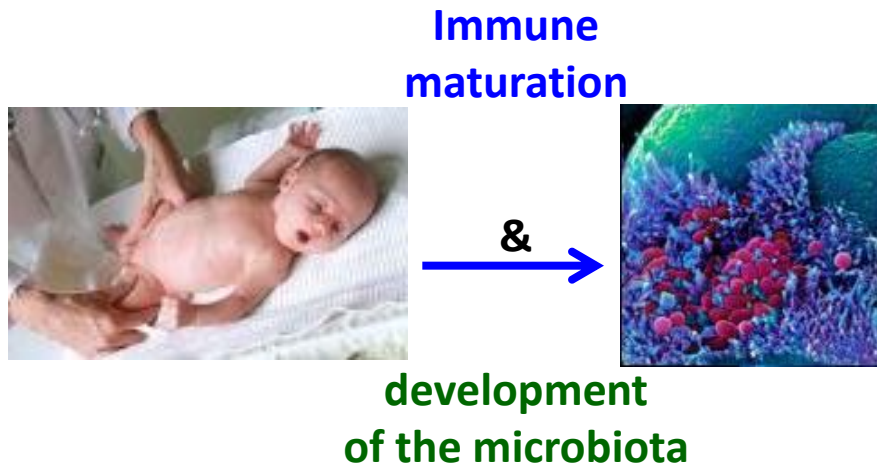 Immune
maturation
&
development
of the microbiota